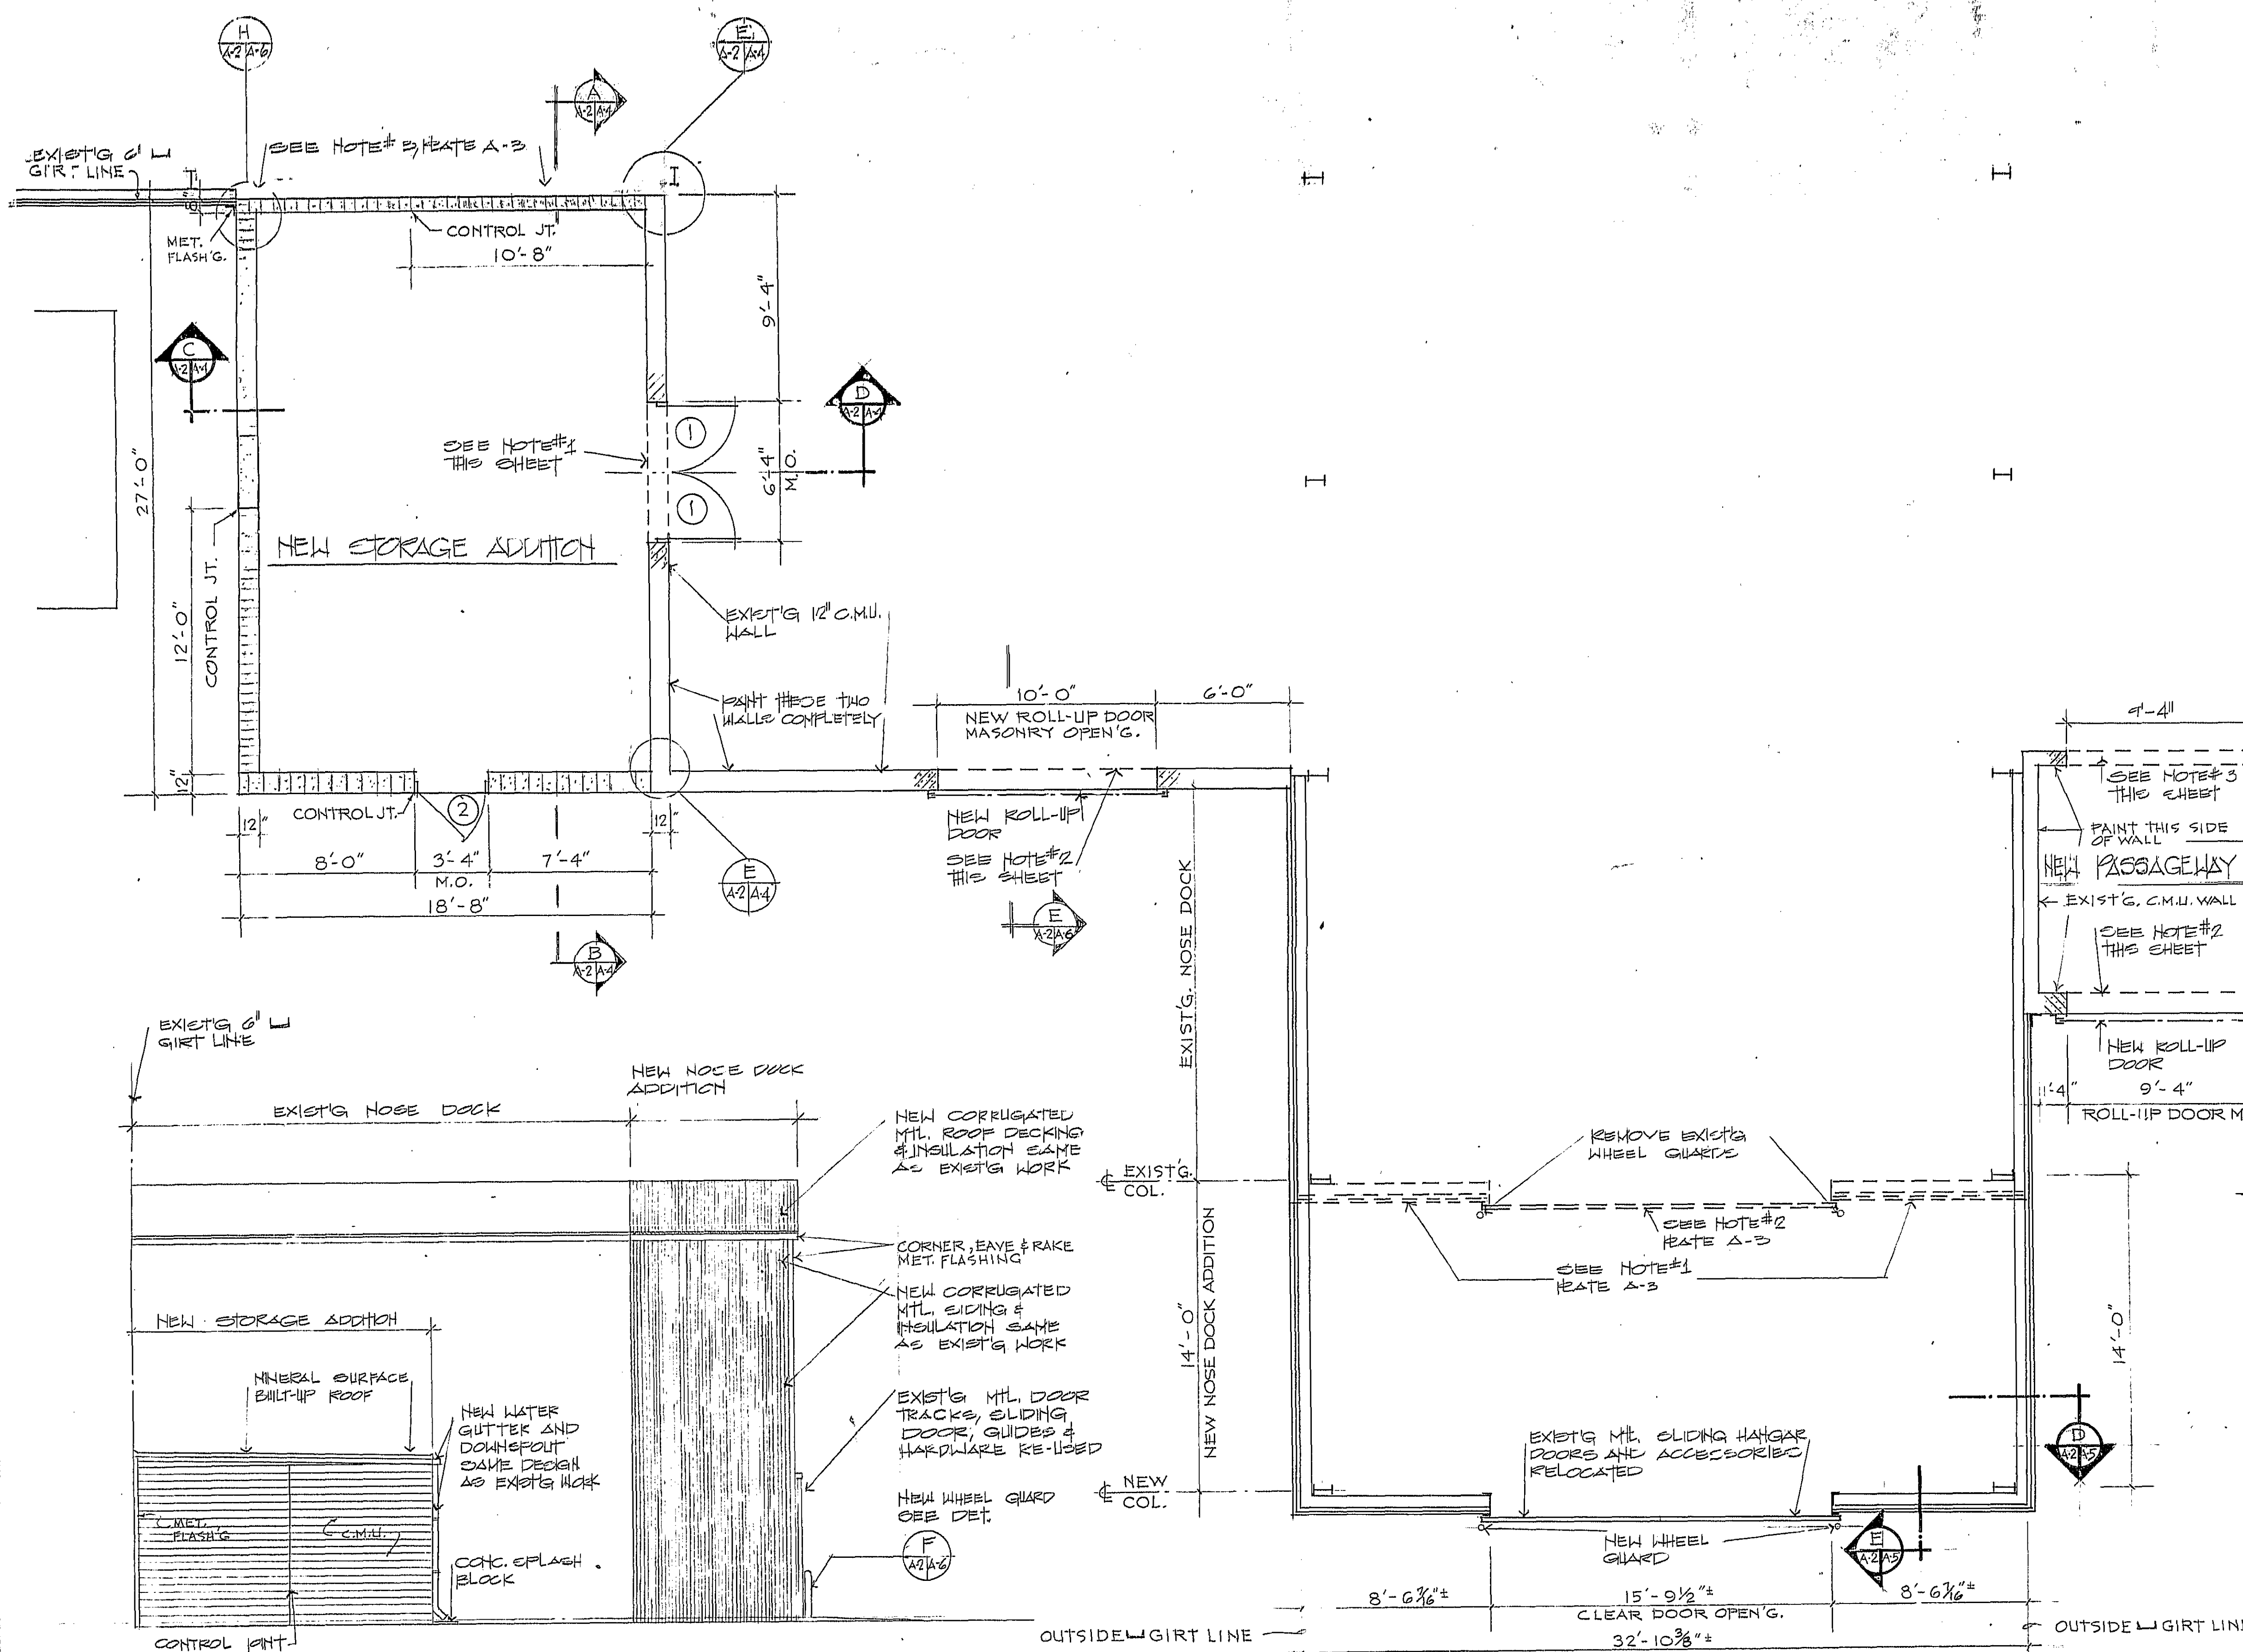 H
A-2 A-6
E
A-2 A-4
A
A-2 A-4
EXIST'G 6"
GIRT LINE
SEE NOTE# 3, PLATE A-3
I
MET.
FLASH'G.
CONTROL JT.
10'-8"
9'-4"
C
A-2 A-4
D
A-2 A-4
27'-0"
SEE NOTE#1
THIS SHEET
1
1
6'-4"
M.O.
NEW STORAGE ADDITION
CONTROL JT.
12'-0"
12"
EXIST'G 12" C.M.U.
WALL
PAINT THESE TWO
WALLS COMPLETELY
10'-0"
NEW ROLL-UP DOOR
MASONRY OPEN'G.
6'-0"
9'-4"
CONTROL JT.
2
12"
12"
8'-0"
3'-4"
M.O.
7'-4"
18'-8"
E
A-2 A-4
B
A-2 A-4
NEW ROLL-UP
DOOR
SEE NOTE#2
THIS SHEET
E
A-2 A-6
EXIST'G. NOSE DOCK
SEE NOTE#3
THIS SHEET
PAINT THIS SIDE
OF WALL
NEW PASSAGEWAY
EXIST'G. C.M.U. WALL
SEE NOTE#2
THIS SHEET
NEW ROLL-UP
DOOR
1'-4"
9'-4"
ROLL-UP DOOR M
EXIST'G 6"
GIRT LINE
NEW NOSE DOCK
ADDITION
EXIST'G NOSE DOCK
NEW CORRUGATED
MTL. ROOF DECKING
& INSULATION SAME
AS EXIST'G WORK
CORNER, EAVE & RAKE
MET. FLASHING
NEW CORRUGATED
MTL. SIDING &
INSULATION SAME
AS EXIST'G WORK
EXIST'G MTL. DOOR
TRACKS, SLIDING
DOOR, GUIDES &
HARDWARE RE-USED
NEW WHEEL GUARD
SEE DET.
F
A-2 A-6
NEW STORAGE ADDITION
MINERAL SURFACE
BUILT-UP ROOF
NEW WATER
GUTTER AND
DOWNSPOUT
SAME DESIGN
AS EXIST'G WORK
MET.
FLASH'G
C.M.U.
CONC. SPLASH
BLOCK
CONTROL JOINT
℄ EXIST'G.
COL.
NEW NOSE DOCK ADDITION
14'-0"
℄ NEW
COL.
REMOVE EXIST'G
WHEEL GUARDS
SEE NOTE#2
PLATE A-3
SEE NOTE#1
PLATE A-3
14'-0"
EXIST'G MTL. SLIDING HANGAR
DOORS AND ACCESSORIES
RELOCATED
D
A-2 A-5
NEW WHEEL
GUARD
E
A-2 A-5
8'-6 7/16"±
15'-9½"±
CLEAR DOOR OPEN'G.
8'-6 7/16"±
OUTSIDE GIRT LINE
32'-10⅜"±
OUTSIDE GIRT LINE